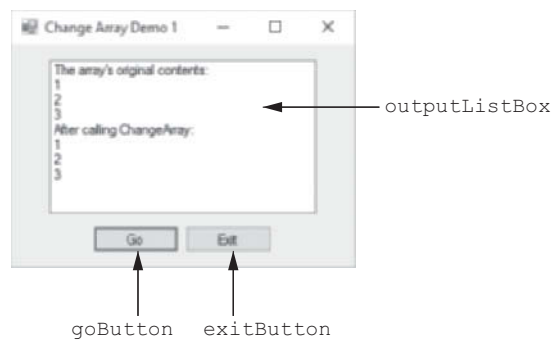 Change Array Demo 1
The array's original contents:
1
2
3
After calling ChangeArray:
1
2
3
outputListBox
Go
Exit
goButton
exitButton